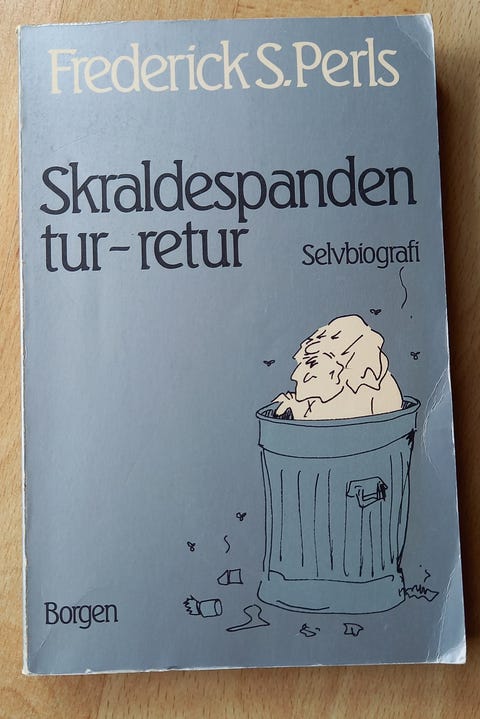 Frederick S. Perls
Skraldespanden
tur-retur
Selvbiografi
Borgen